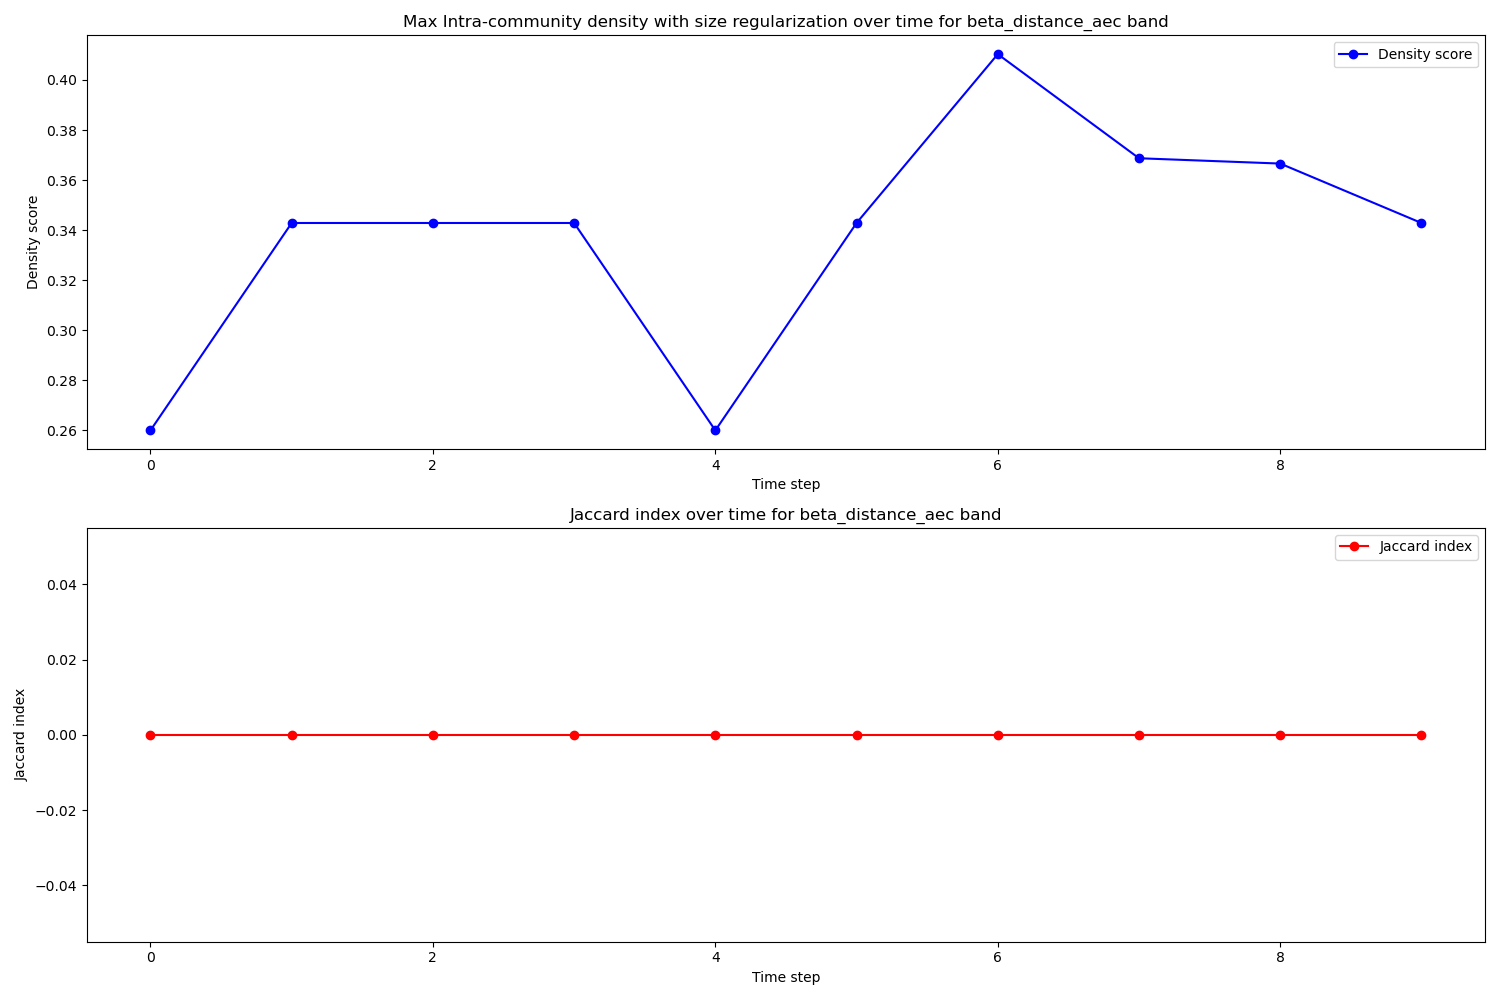 Max Intra-community density with size regularization over time for beta_distance_aec band
Density score
0.40
0.38
0.36
0.34
0.32
0.30
0.28
0.26
Density score
0
2
4
6
8
Time step
Jaccard index over time for beta_distance_aec band
Jaccard index
0.04
0.02
0.00
−0.02
−0.04
Jaccard index
0
2
4
6
8
Time step